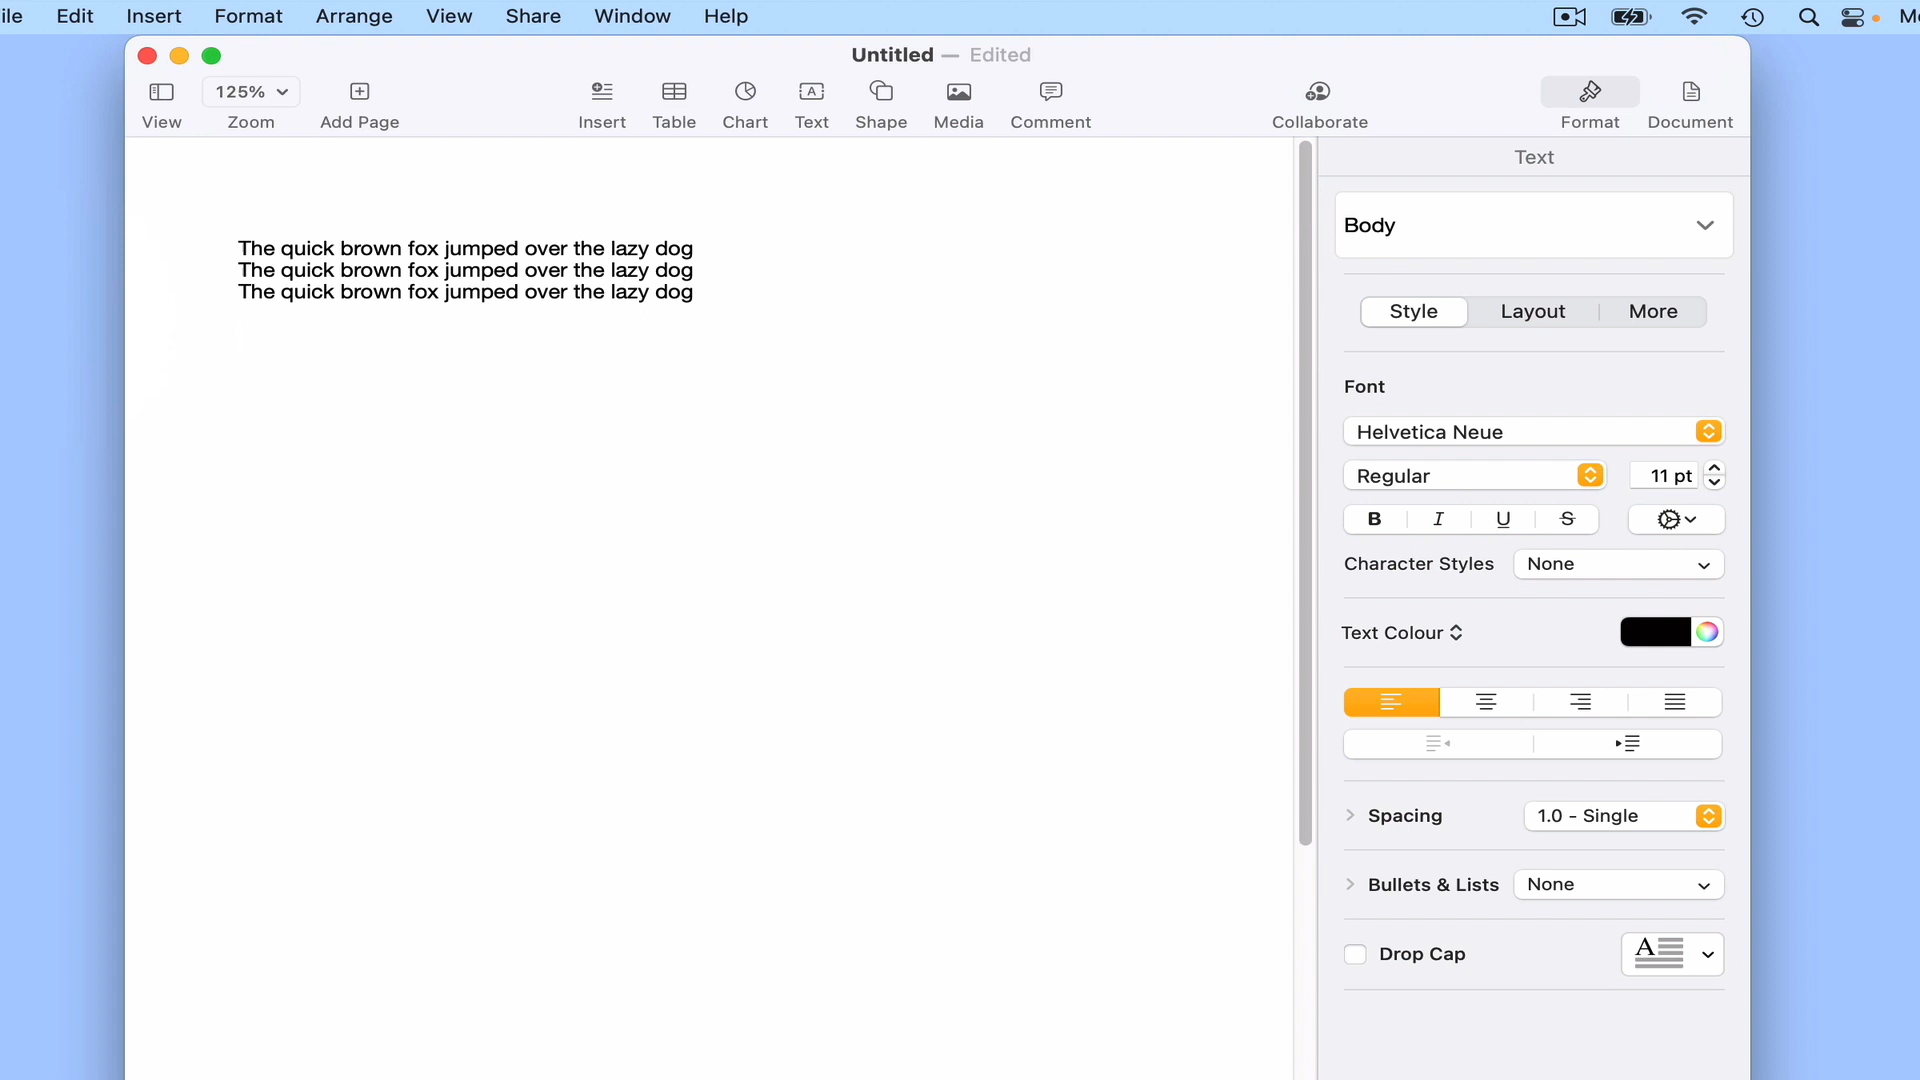 ile Edit Insert Format Arrange View Share Window Help
Untitled — Edited
125%
View Zoom Add Page Insert Table Chart Text Shape Media Comment Collaborate Format Document
Text
The quick brown fox jumped over the lazy dog
The quick brown fox jumped over the lazy dog
The quick brown fox jumped over the lazy dog
Body
Style Layout More
Font
Helvetica Neue
Regular 11 pt
B I U S
Character Styles None
Text Colour
Spacing 1.0 - Single
Bullets & Lists None
Drop Cap A